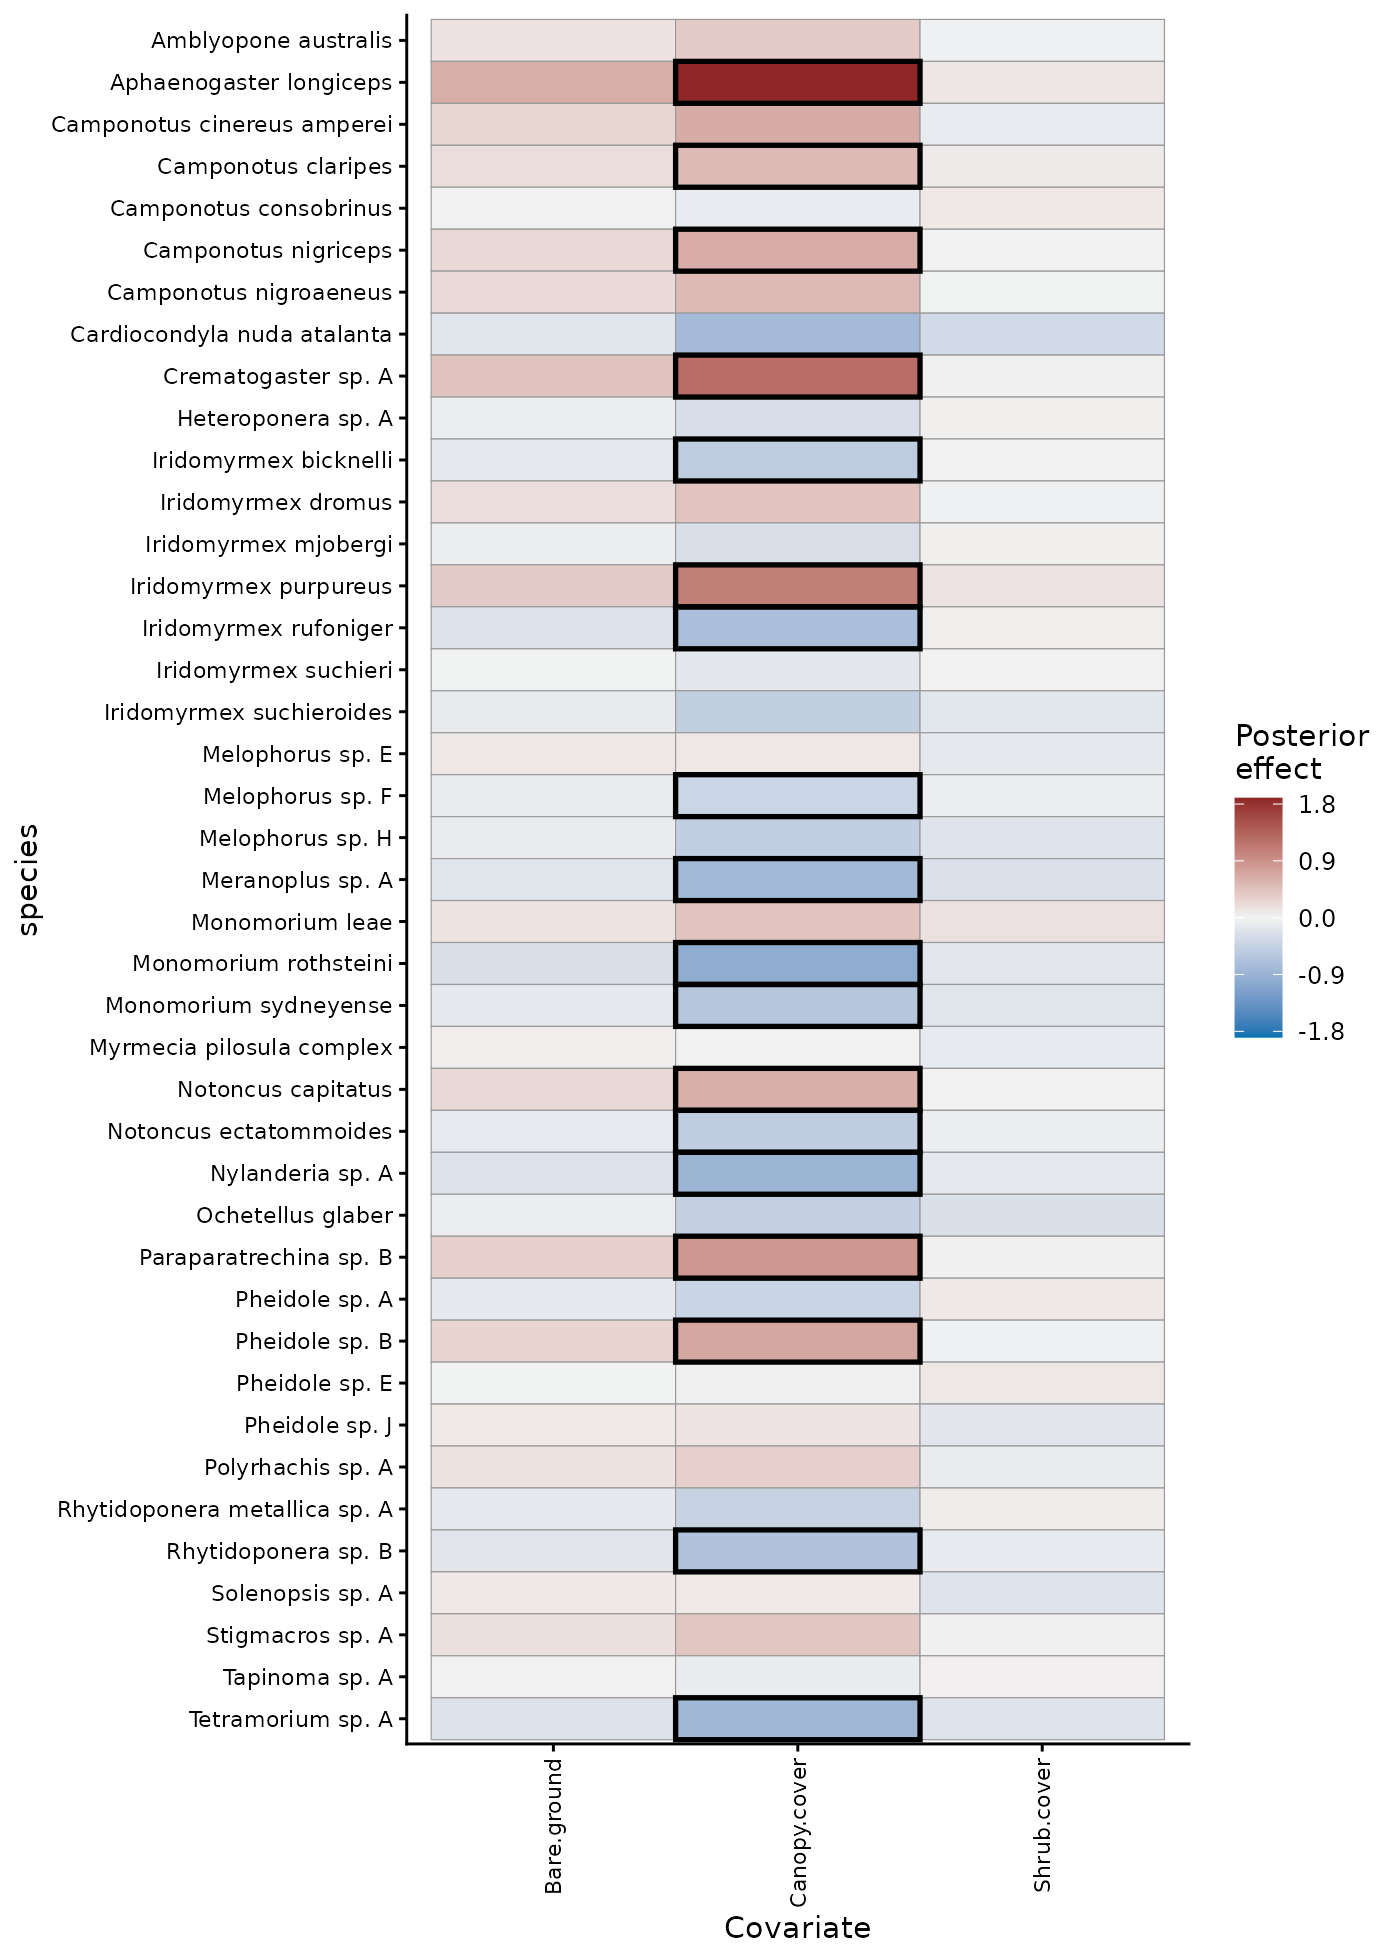 Amblyopone australis
Aphaenogaster longiceps
Camponotus cinereus amperei
Camponotus claripes
Camponotus consobrinus
Camponotus nigriceps
Camponotus nigroaeneus
Cardiocondyla nuda atalanta
Crematogaster sp. A
Heteroponera sp. A
Iridomyrmex bicknelli
Iridomyrmex dromus
Iridomyrmex mjobergi
Iridomyrmex purpureus
Iridomyrmex rufoniger
Iridomyrmex suchieri
Iridomyrmex suchieroides
Melophorus sp. E
Melophorus sp. F
Melophorus sp. H
Meranoplus sp. A
Monomorium leae
Monomorium rothsteini
Monomorium sydneyense
Myrmecia pilosula complex
Notoncus capitatus
Notoncus ectatommoides
Nylanderia sp. A
Ochetellus glaber
Paraparatrechina sp. B
Pheidole sp. A
Pheidole sp. B
Pheidole sp. E
Pheidole sp. J
Polyrhachis sp. A
Rhytidoponera metallica sp. A
Rhytidoponera sp. B
Solenopsis sp. A
Stigmacros sp. A
Tapinoma sp. A
Tetramorium sp. A
species
Bare.ground
Canopy.cover
Shrub.cover
Covariate
Posterior
effect
1.8
0.9
0.0
-0.9
-1.8